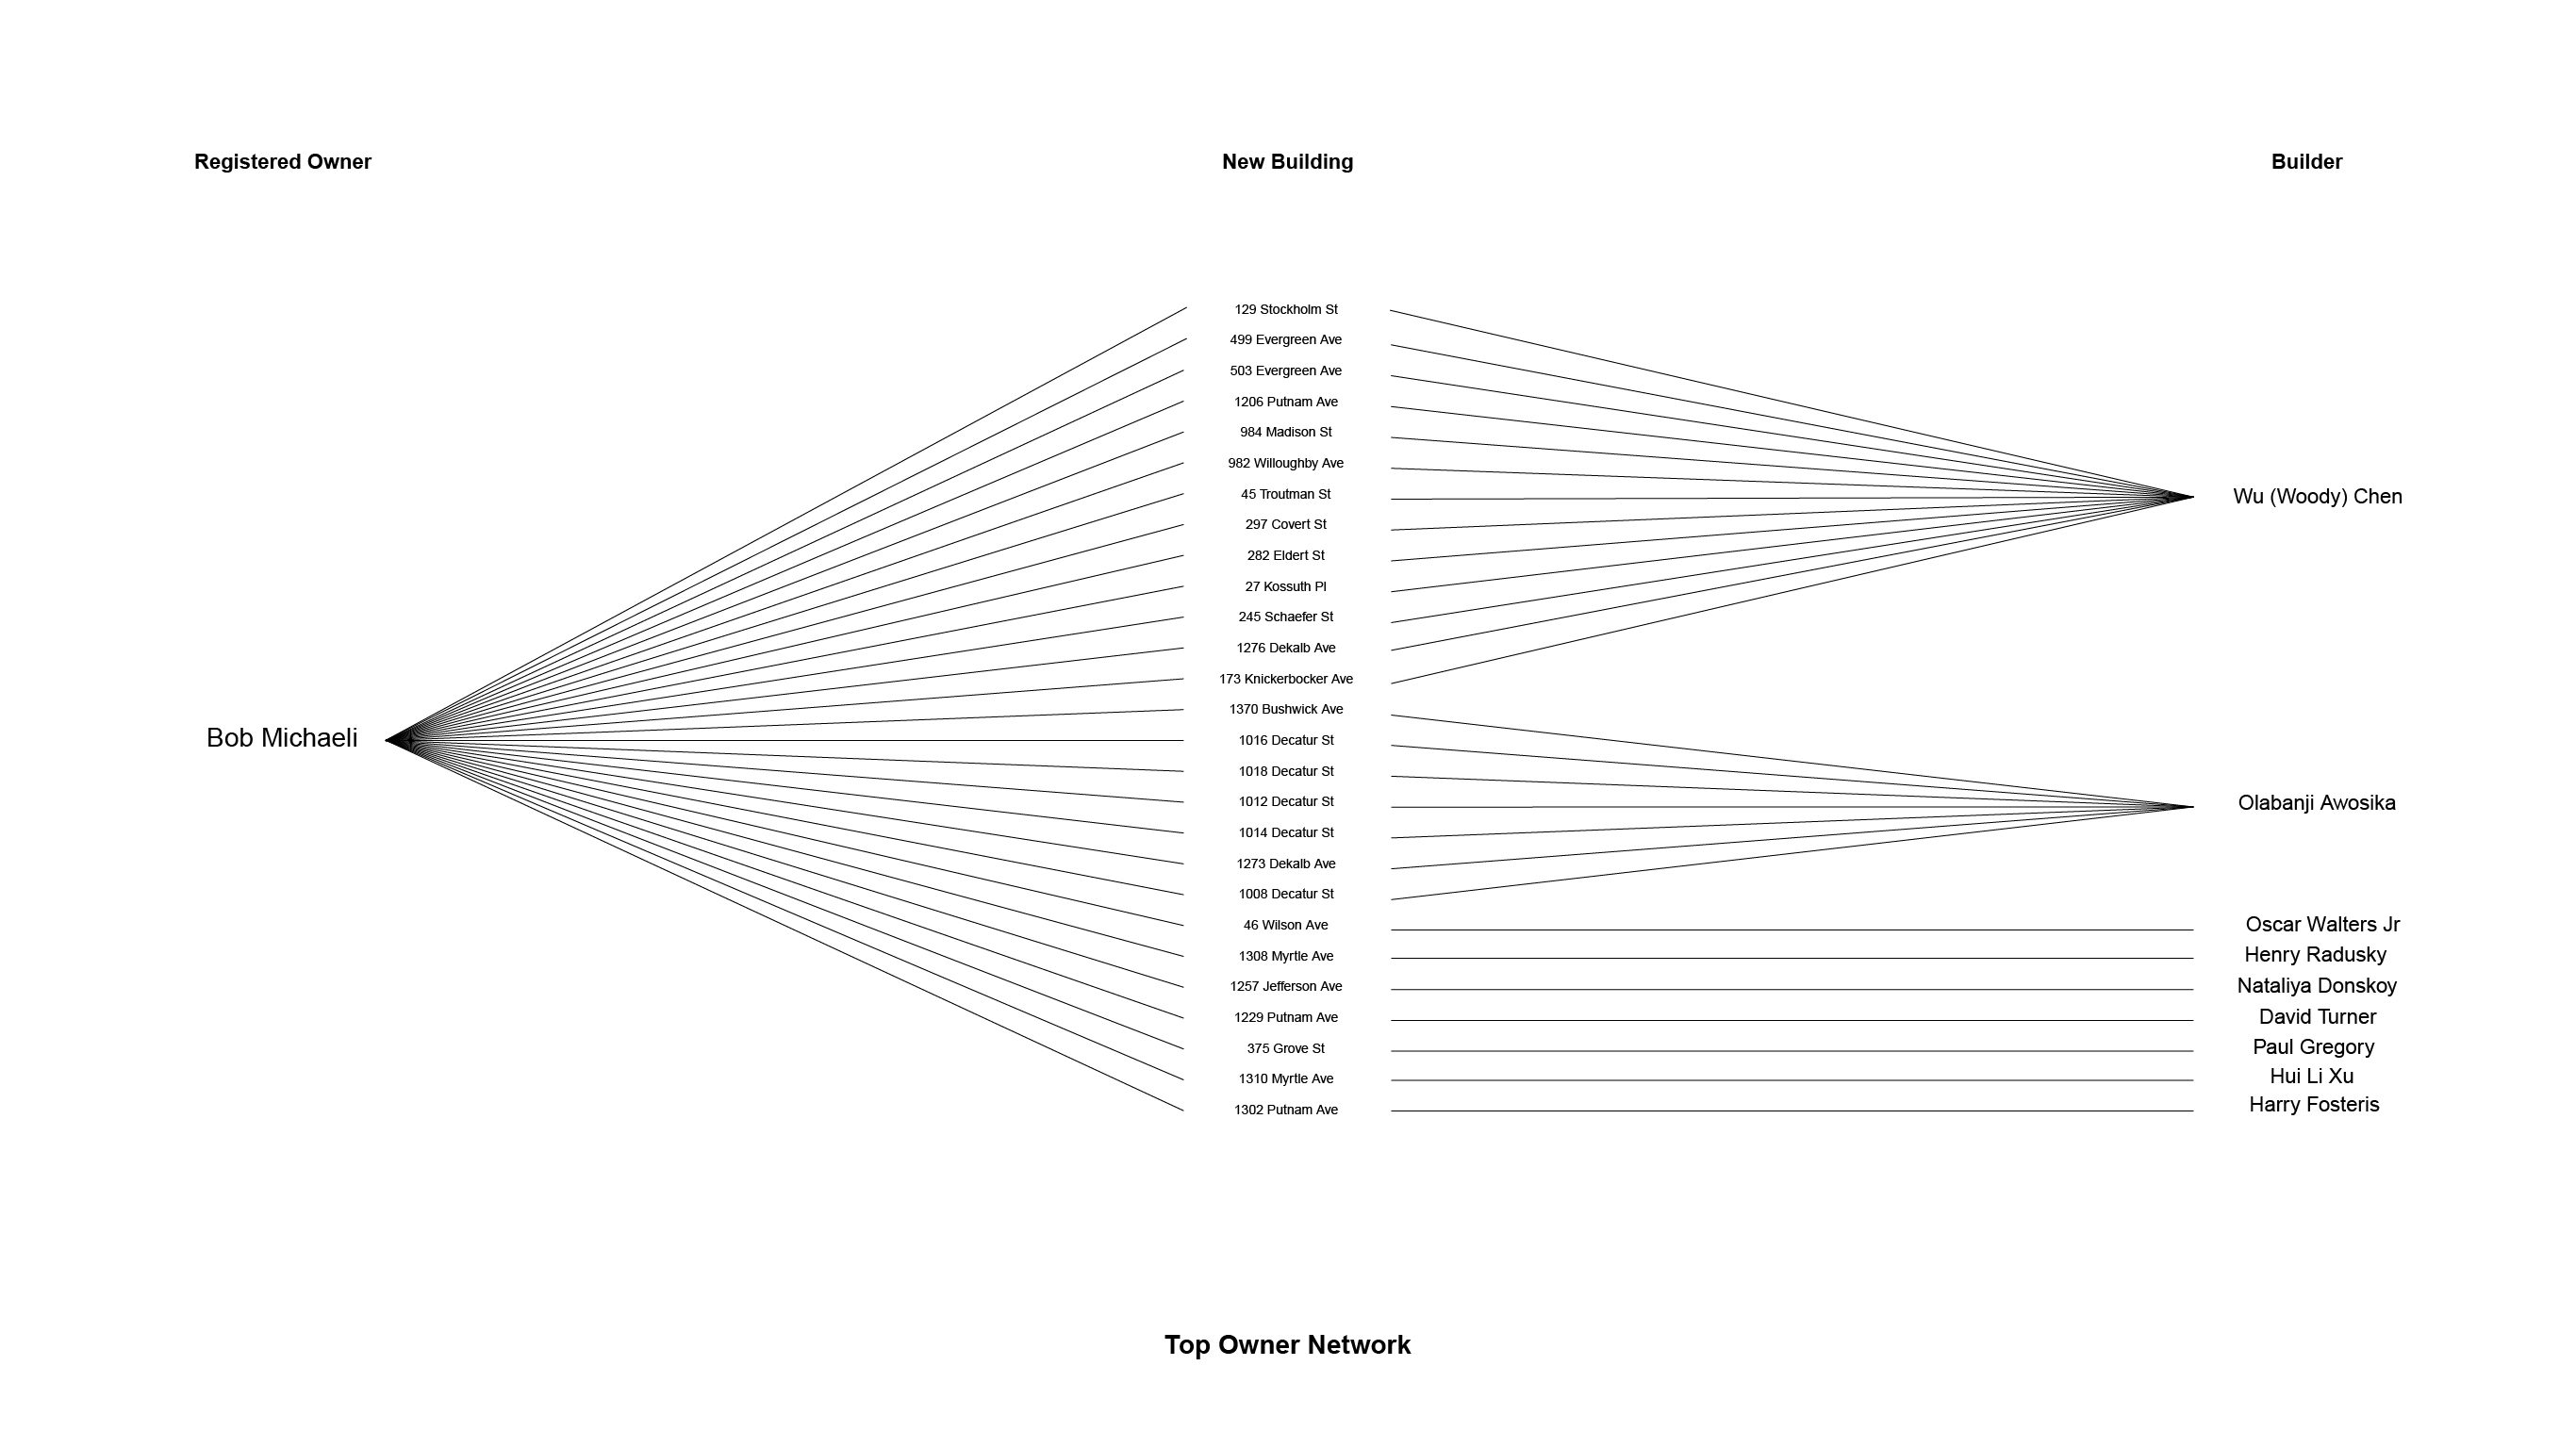 Registered Owner
New Building
Builder
129 Stockholm St
499 Evergreen Ave
503 Evergreen Ave
1206 Putnam Ave
984 Madison St
982 Willoughby Ave
45 Troutman St
Wu (Woody) Chen
297 Covert St
282 Eldert St
27 Kossuth Pl
245 Schaefer St
1276 Dekalb Ave
173 Knickerbocker Ave
1370 Bushwick Ave
Bob Michaeli
1016 Decatur St
1018 Decatur St
1012 Decatur St
Olabanji Awosika
1014 Decatur St
1273 Dekalb Ave
1008 Decatur St
46 Wilson Ave
Oscar Walters Jr
1308 Myrtle Ave
Henry Radusky
1257 Jefferson Ave
Nataliya Donskoy
1229 Putnam Ave
David Turner
375 Grove St
Paul Gregory
1310 Myrtle Ave
Hui Li Xu
1302 Putnam Ave
Harry Fosteris
Top Owner Network